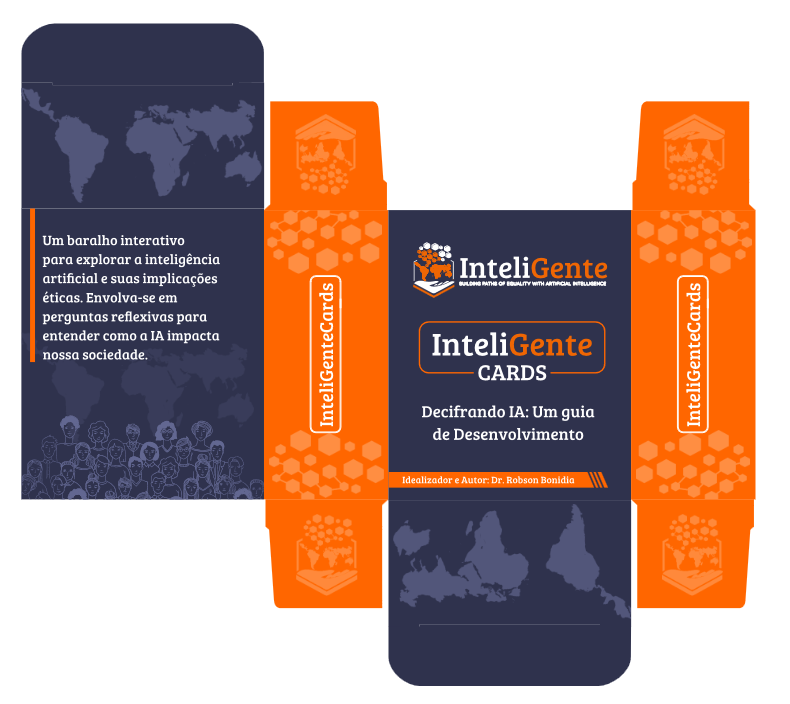 Um baralho interativo
para explorar a inteligência
artificial e suas implicações
éticas. Envolva-se em
perguntas reflexivas para
entender como a IA impacta
nossa sociedade.
InteliGenteCards
InteliGente
BUILDING PATHS OF EQUALITY WITH ARTIFICIAL INTELLIGENCE
InteliGente
CARDS
Decifrando IA: Um guia
de Desenvolvimento
Idealizador e Autor: Dr. Robson Bonidia
InteliGenteCards